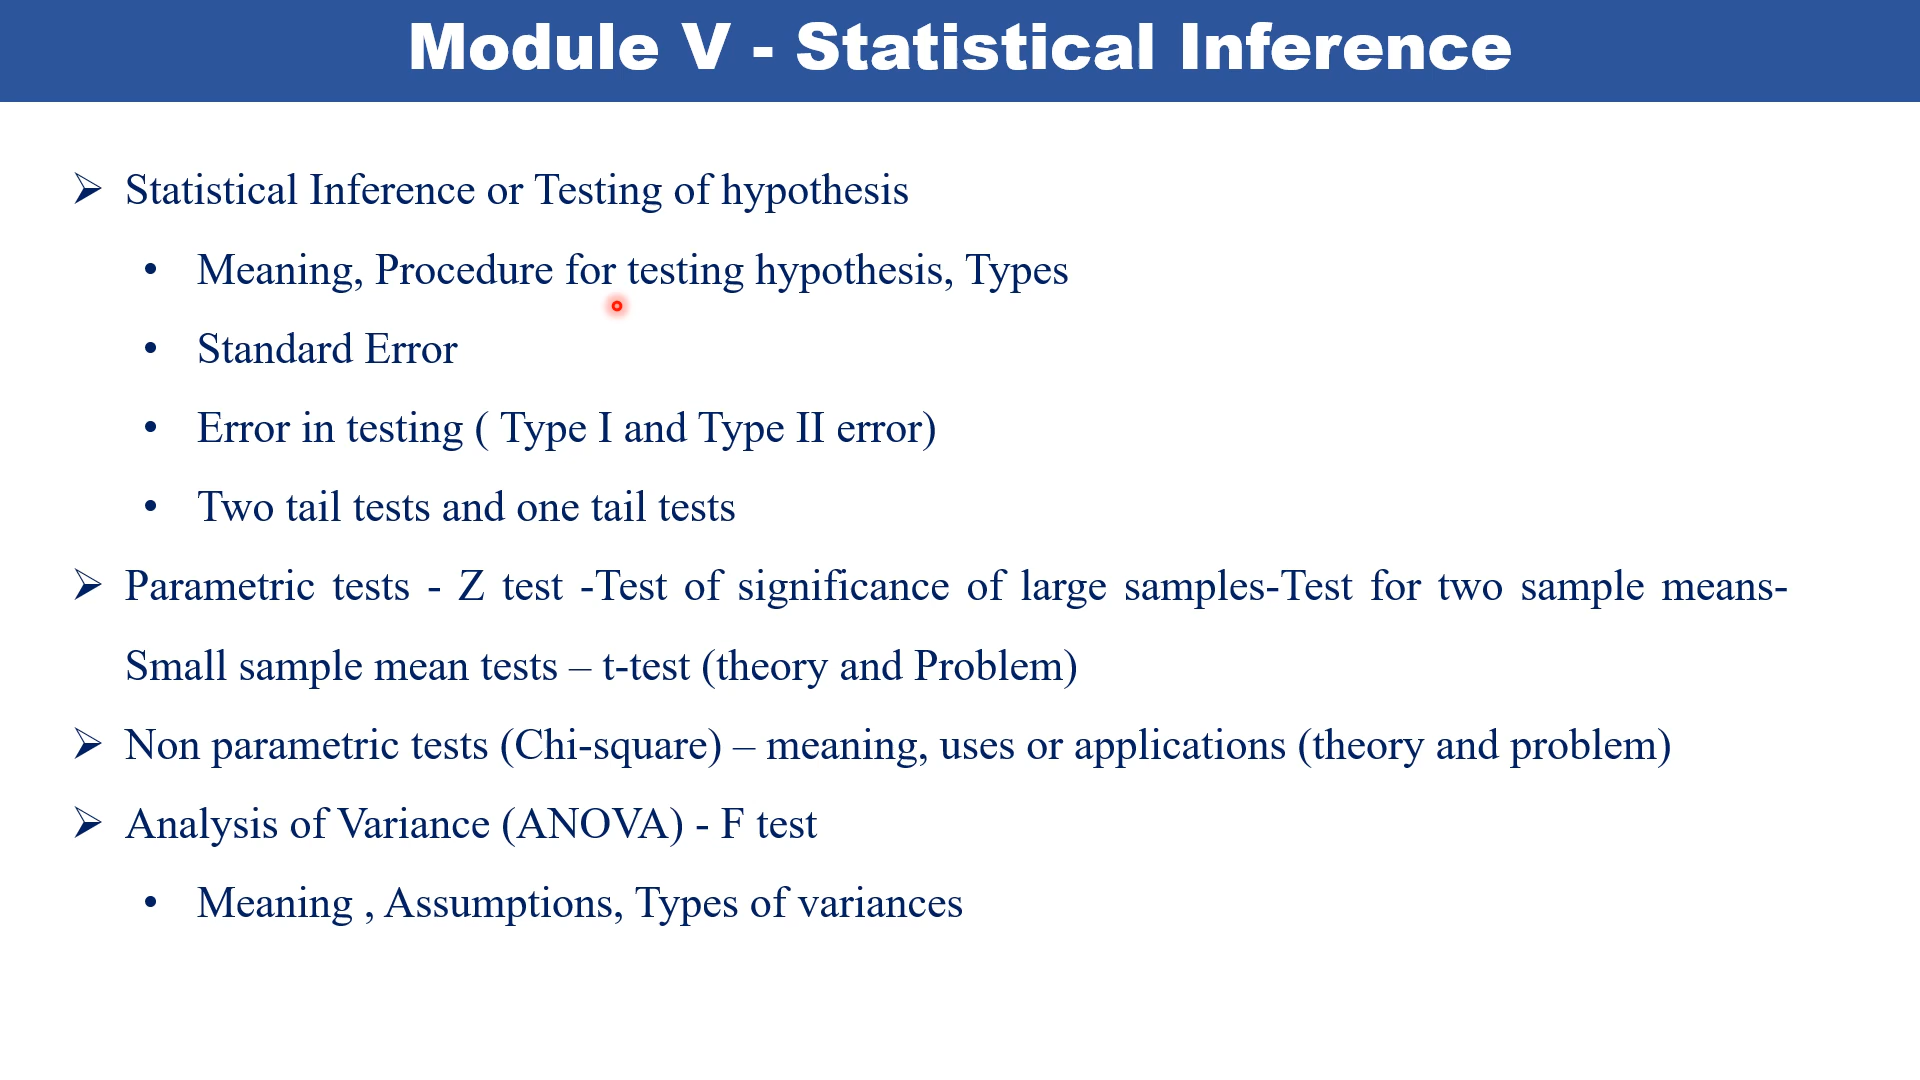 Module V - Statistical Inference
➢ Statistical Inference or Testing of hypothesis
• Meaning, Procedure for testing hypothesis, Types
• Standard Error
• Error in testing ( Type I and Type II error)
• Two tail tests and one tail tests
➢ Parametric tests - Z test -Test of significance of large samples-Test for two sample means-
Small sample mean tests – t-test (theory and Problem)
➢ Non parametric tests (Chi-square) – meaning, uses or applications (theory and problem)
➢ Analysis of Variance (ANOVA) - F test
• Meaning , Assumptions, Types of variances